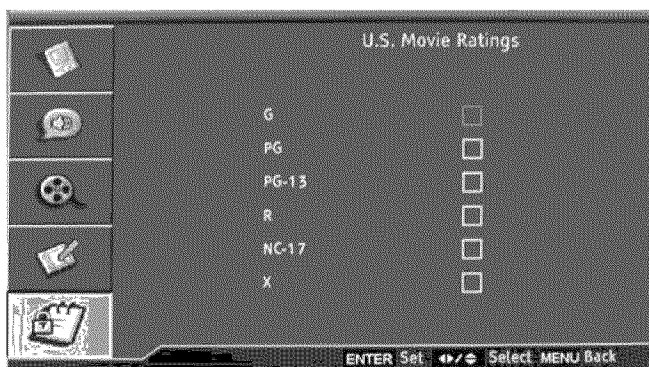 U.S. Movie Ratings
G
PG
PG-13
R
NC-17
X
ENTER Set ◄►/▲▼ Select MENU Back